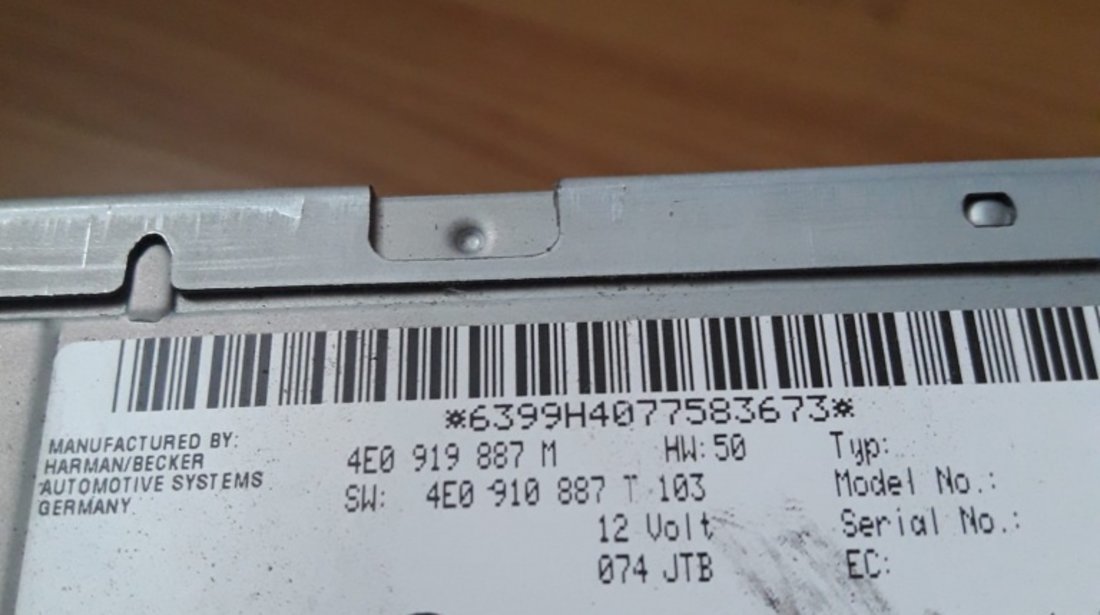 *6399H4077583673*
MANUFACTURED BY:
HARMAN/BECKER
AUTOMOTIVE SYSTEMS
GERMANY
4E0 919 887 M HW: 50
SW: 4E0 910 887 T 103
12 Volt
074 JTB
Typ:
Model No.:
Serial No.:
EC: